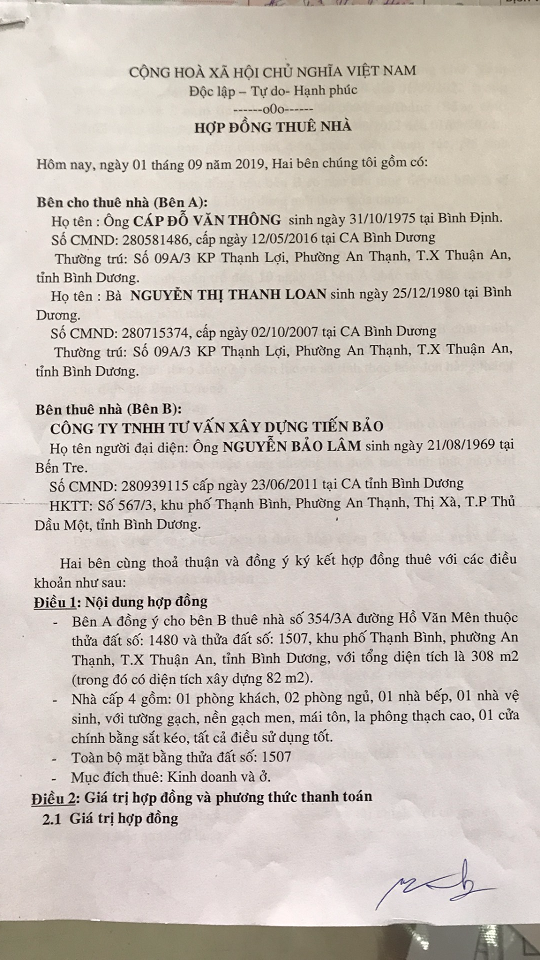 CỘNG HOÀ XÃ HỘI CHỦ NGHĨA VIỆT NAM
Độc lập – Tự do- Hạnh phúc
------o0o------
HỢP ĐỒNG THUÊ NHÀ
Hôm nay, ngày 01 tháng 09 năm 2019, Hai bên chúng tôi gồm có:
Bên cho thuê nhà (Bên A):
Họ tên : Ông CÁP ĐỖ VĂN THÔNG sinh ngày 31/10/1975 tại Bình Định.
Số CMND: 280581486, cấp ngày 12/05/2016 tại CA Bình Dương
Thường trú: Số 09A/3 KP Thạnh Lợi, Phường An Thạnh, T.X Thuận An,
tỉnh Bình Dương.
Họ tên : Bà NGUYỄN THỊ THANH LOAN sinh ngày 25/12/1980 tại Bình
Dương.
Số CMND: 280715374, cấp ngày 02/10/2007 tại CA Bình Dương
Thường trú: Số 09A/3 KP Thạnh Lợi, Phường An Thạnh, T.X Thuận An,
tỉnh Bình Dương.
Bên thuê nhà (Bên B):
CÔNG TY TNHH TƯ VẤN XÂY DỰNG TIẾN BẢO
Họ tên người đại diện: Ông NGUYỄN BẢO LÂM sinh ngày 21/08/1969 tại
Bến Tre.
Số CMND: 280939115 cấp ngày 23/06/2011 tại CA tỉnh Bình Dương
HKTT: Số 567/3, khu phố Thạnh Bình, Phường An Thạnh, Thị Xà, T.P Thủ
Dầu Một, tỉnh Bình Dương.
Hai bên cùng thoả thuận và đồng ý ký kết hợp đồng thuê với các điều
khoản như sau:
Điều 1: Nội dung hợp đồng
- Bên A đồng ý cho bên B thuê nhà số 354/3A đường Hồ Văn Mên thuộc
thửa đất số: 1480 và thửa đất số: 1507, khu phố Thạnh Bình, phường An
Thạnh, T.X Thuận An, tỉnh Bình Dương, với tổng diện tích là 308 m2
(trong đó có diện tích xây dựng 82 m2).
- Nhà cấp 4 gồm: 01 phòng khách, 02 phòng ngủ, 01 nhà bếp, 01 nhà vệ
sinh, với tường gạch, nền gạch men, mái tôn, la phông thạch cao, 01 cửa
chính bằng sắt kéo, tất cả điều sử dụng tốt.
- Toàn bộ mặt bằng thửa đất số: 1507
- Mục đích thuê: Kinh doanh và ở.
Điều 2: Giá trị hợp đồng và phương thức thanh toán
2.1 Giá trị hợp đồng